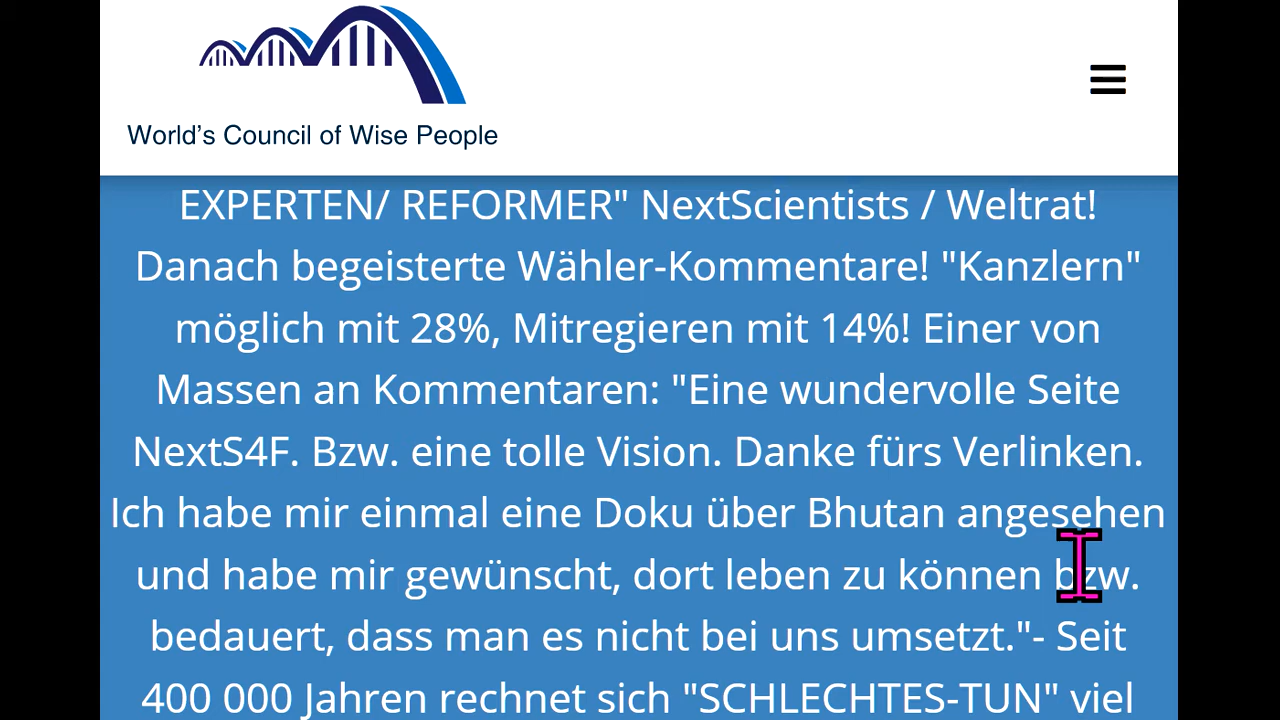 World's Council of Wise People
EXPERTEN/ REFORMER" NextScientists / Weltrat!
Danach begeisterte Wähler-Kommentare! "Kanzlern"
möglich mit 28%, Mitregieren mit 14%! Einer von
Massen an Kommentaren: "Eine wundervolle Seite
NextS4F. Bzw. eine tolle Vision. Danke fürs Verlinken.
Ich habe mir einmal eine Doku über Bhutan angesehen
und habe mir gewünscht, dort leben zu können bzw.
bedauert, dass man es nicht bei uns umsetzt."- Seit
400 000 Jahren rechnet sich "SCHLECHTES-TUN" viel